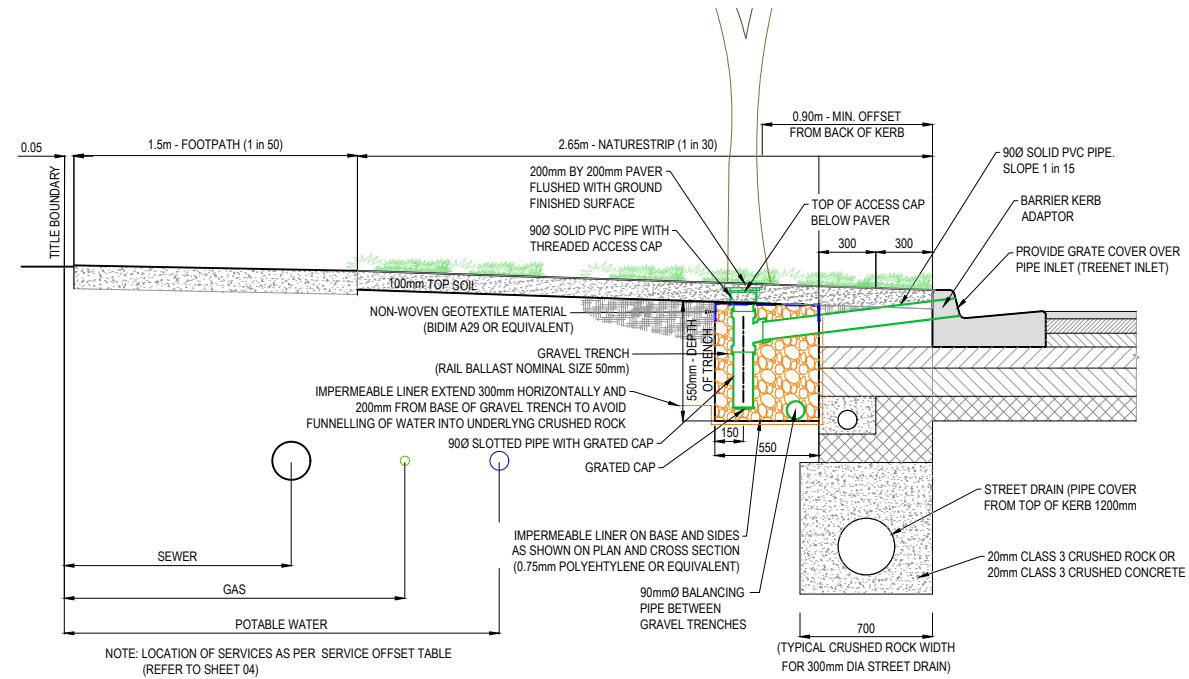 0.90m - MIN. OFFSET
FROM BACK OF KERB
0.05
1.5m - FOOTPATH (1 in 50)
2.65m - NATURESTRIP (1 in 30)
90Ø SOLID PVC PIPE.
SLOPE 1 in 15
TITLE BOUNDARY
200mm BY 200mm PAVER
FLUSHED WITH GROUND
FINISHED SURFACE
TOP OF ACCESS CAP
BELOW PAVER
BARRIER KERB
ADAPTOR
90Ø SOLID PVC PIPE WITH
THREADED ACCESS CAP
300
300
PROVIDE GRATE COVER OVER
PIPE INLET (TREENET INLET)
100mm TOP SOIL
NON-WOVEN GEOTEXTILE MATERIAL
(BIDIM A29 OR EQUIVALENT)
GRAVEL TRENCH
(RAIL BALLAST NOMINAL SIZE 50mm)
550mm - DEPTH
OF TRENCH
IMPERMEABLE LINER EXTEND 300mm HORIZONTALLY AND
200mm FROM BASE OF GRAVEL TRENCH TO AVOID
FUNNELLING OF WATER INTO UNDERLYNG CRUSHED ROCK
90Ø SLOTTED PIPE WITH GRATED CAP
150
550
GRATED CAP
STREET DRAIN (PIPE COVER
FROM TOP OF KERB 1200mm
IMPERMEABLE LINER ON BASE AND SIDES
AS SHOWN ON PLAN AND CROSS SECTION
(0.75mm POLYEHTYLENE OR EQUIVALENT)
20mm CLASS 3 CRUSHED ROCK OR
20mm CLASS 3 CRUSHED CONCRETE
SEWER
GAS
POTABLE WATER
90mmØ BALANCING
PIPE BETWEEN
GRAVEL TRENCHES
700
(TYPICAL CRUSHED ROCK WIDTH
FOR 300mm DIA STREET DRAIN)
NOTE: LOCATION OF SERVICES AS PER SERVICE OFFSET TABLE
(REFER TO SHEET 04)